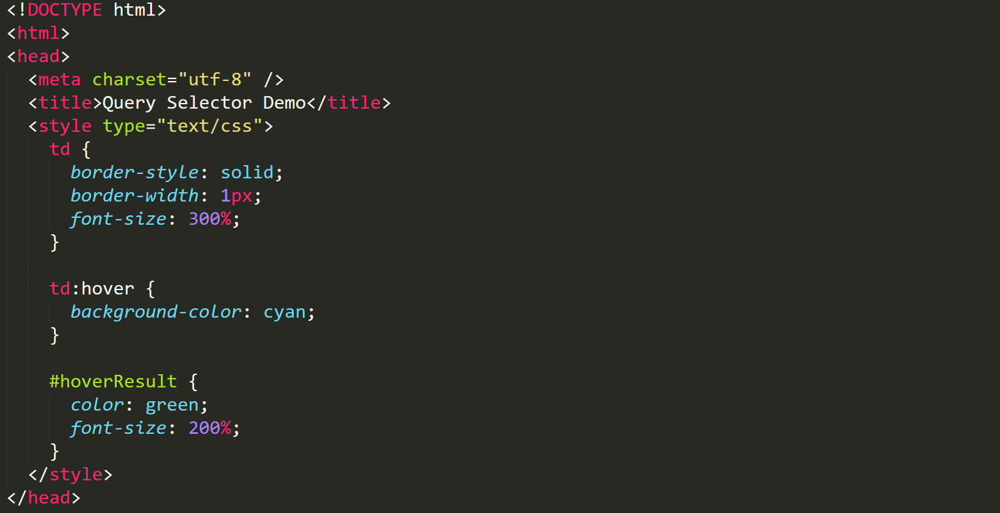 <!DOCTYPE html>
<html>
<head>
  <meta charset="utf-8" />
  <title>Query Selector Demo</title>
  <style type="text/css">
    td {
      border-style: solid;
      border-width: 1px;
      font-size: 300%;
    }

    td:hover {
      background-color: cyan;
    }

    #hoverResult {
      color: green;
      font-size: 200%;
    }
  </style>
</head>